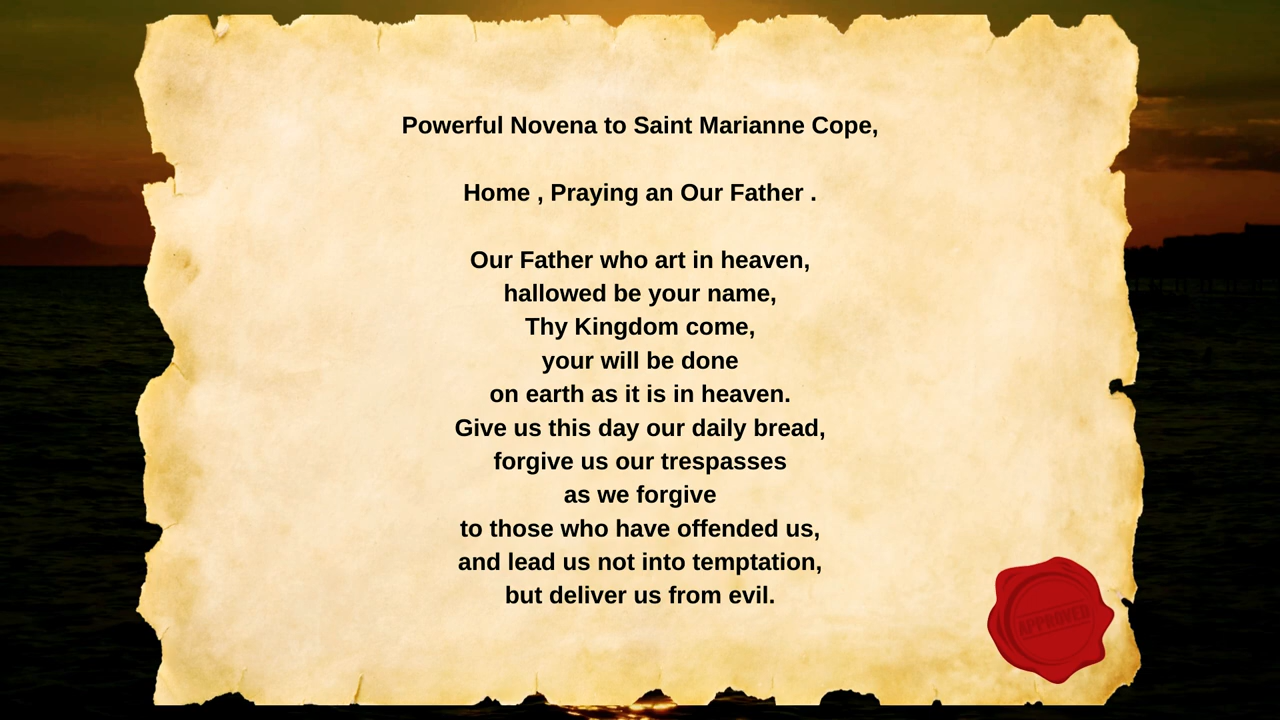 Powerful Novena to Saint Marianne Cope,
Home , Praying an Our Father .
Our Father who art in heaven,
hallowed be your name,
Thy Kingdom come,
your will be done
on earth as it is in heaven.
Give us this day our daily bread,
forgive us our trespasses
as we forgive
to those who have offended us,
and lead us not into temptation,
but deliver us from evil.
APPROVED